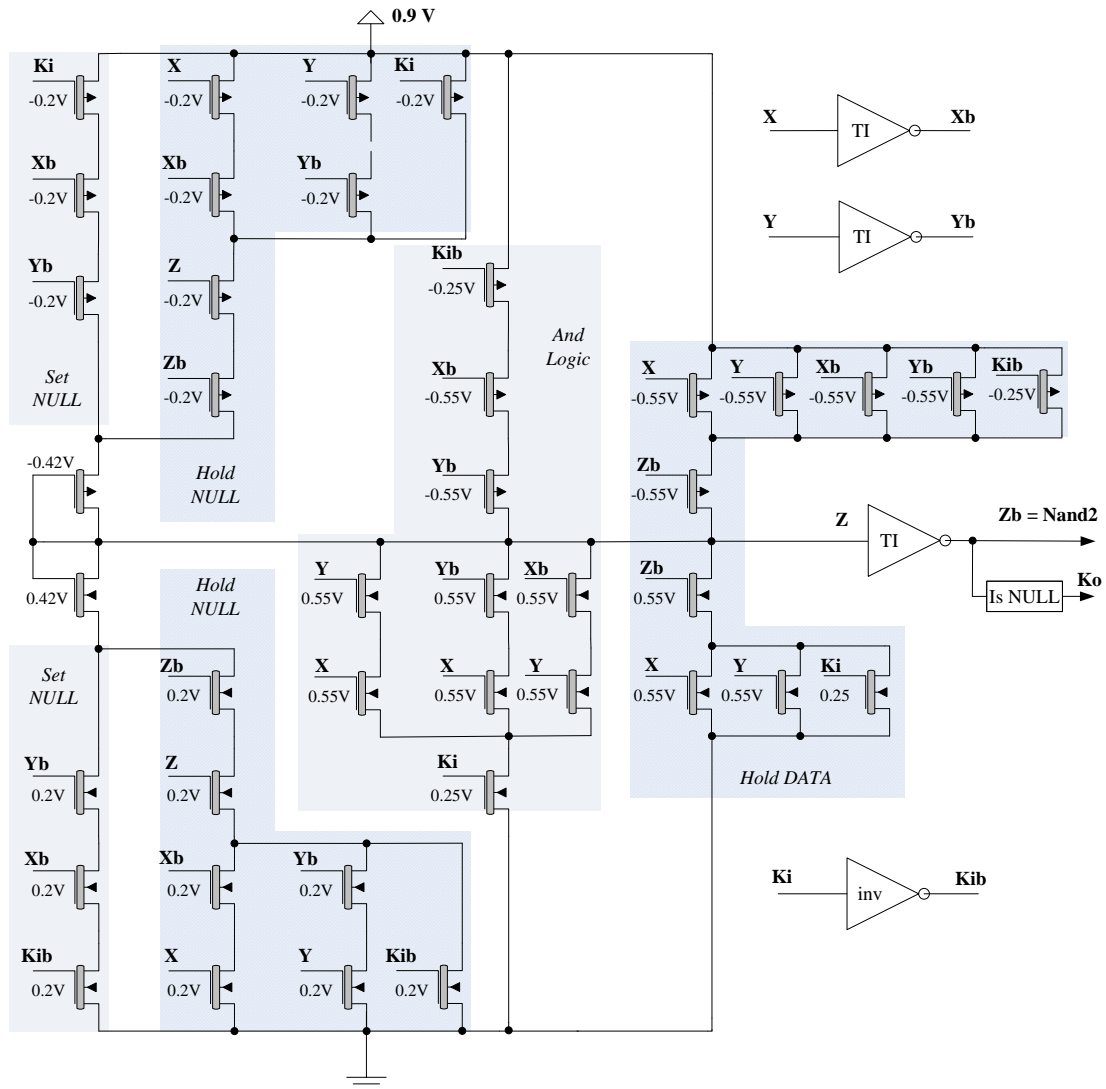 0.9 V
Ki
-0.2V
Xb
-0.2V
Yb
-0.2V
Set
NULL
X
-0.2V
Y
-0.2V
Ki
-0.2V
Xb
-0.2V
Yb
-0.2V
Z
-0.2V
Zb
-0.2V
Hold
NULL
Kib
-0.25V
Xb
-0.55V
Yb
-0.55V
And
Logic
X
TI
Xb
Y
TI
Yb
X
-0.55V
Y
-0.55V
Xb
-0.55V
Yb
-0.55V
Kib
-0.25V
Zb
-0.55V
-0.42V
0.42V
Z
TI
Zb = Nand2
Is NULL
Ko
Hold
NULL
Y
0.55V
Yb
0.55V
Xb
0.55V
X
0.55V
X
0.55V
Y
0.55V
Ki
0.25V
Zb
0.55V
X
0.55V
Y
0.55V
Ki
0.25
Hold DATA
Set
NULL
Yb
0.2V
Xb
0.2V
Kib
0.2V
Zb
0.2V
Z
0.2V
Xb
0.2V
Yb
0.2V
X
0.2V
Y
0.2V
Kib
0.2V
Ki
inv
Kib